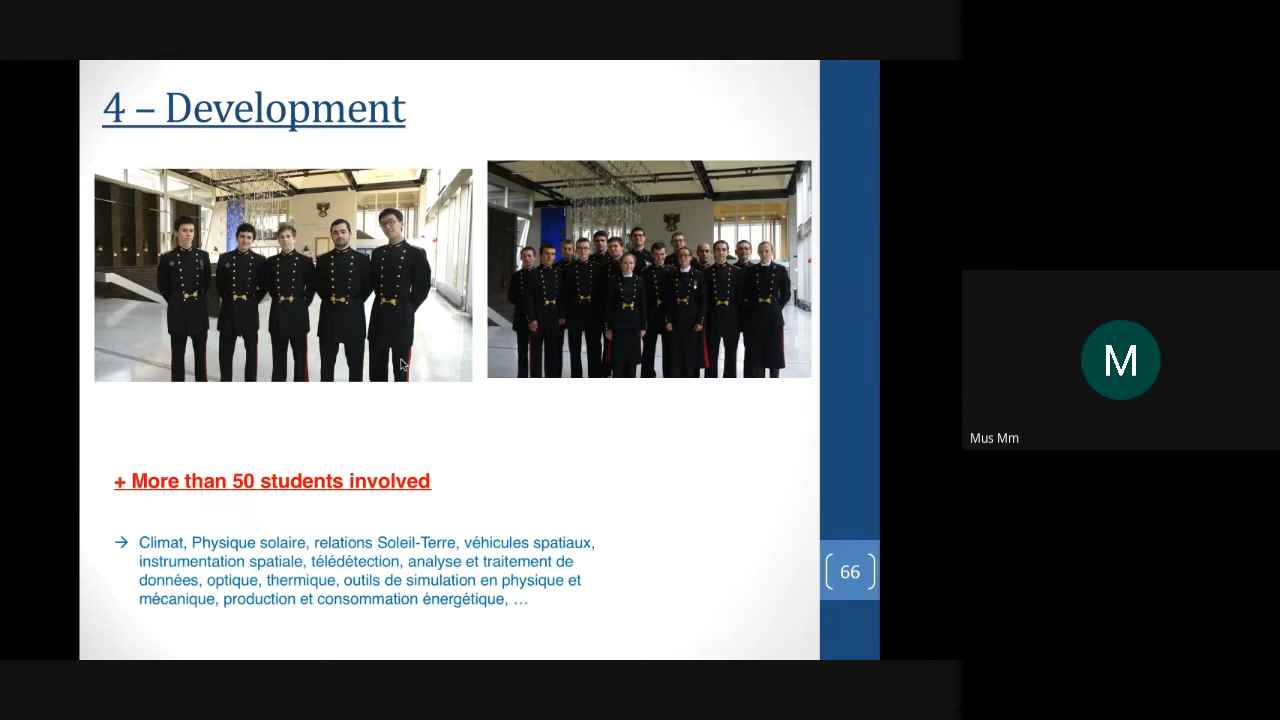 4 – Development
+ More than 50 students involved
→ Climat, Physique solaire, relations Soleil-Terre, véhicules spatiaux,
instrumentation spatiale, télédétection, analyse et traitement de
données, optique, thermique, outils de simulation en physique et
mécanique, production et consommation énergétique, …
66
M
Mus Mm